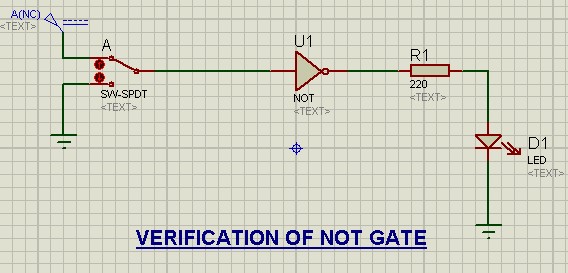 A(NC)
<TEXT>
A
SW-SPDT
<TEXT>
U1
NOT
<TEXT>
R1
220
<TEXT>
D1
LED
<TEXT>
VERIFICATION OF NOT GATE